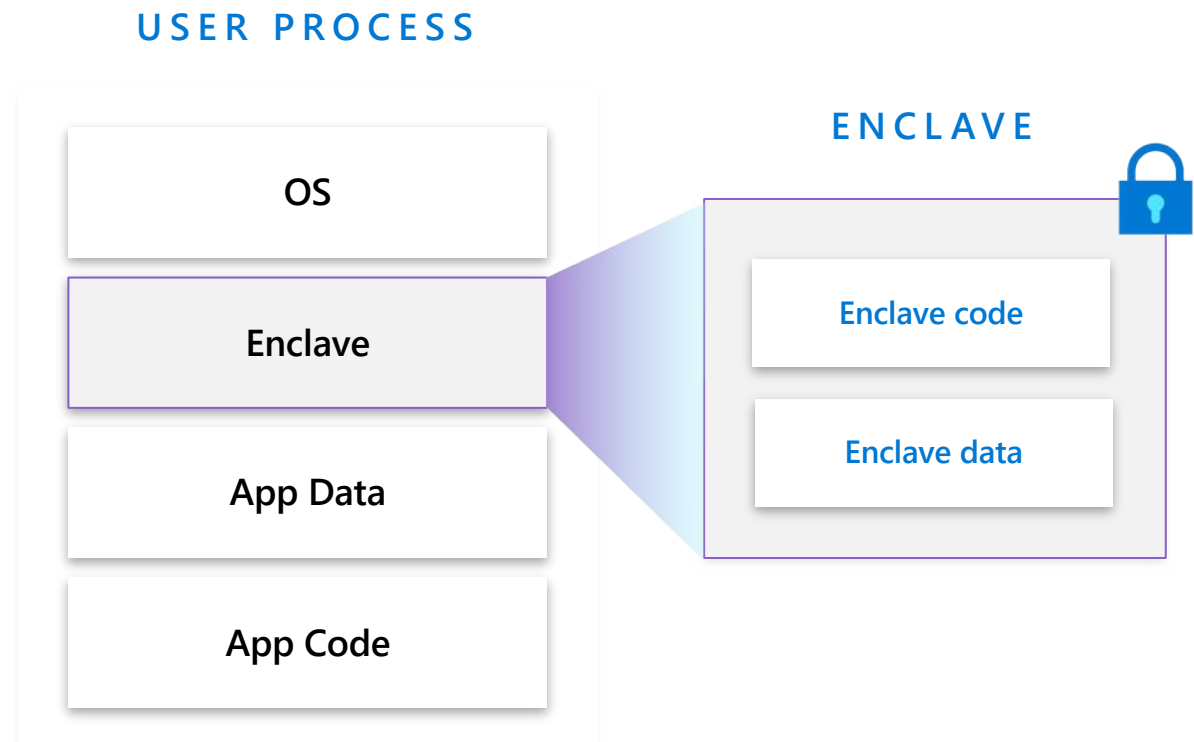 USER PROCESS
OS
Enclave
App Data
App Code
ENCLAVE
Enclave code
Enclave data